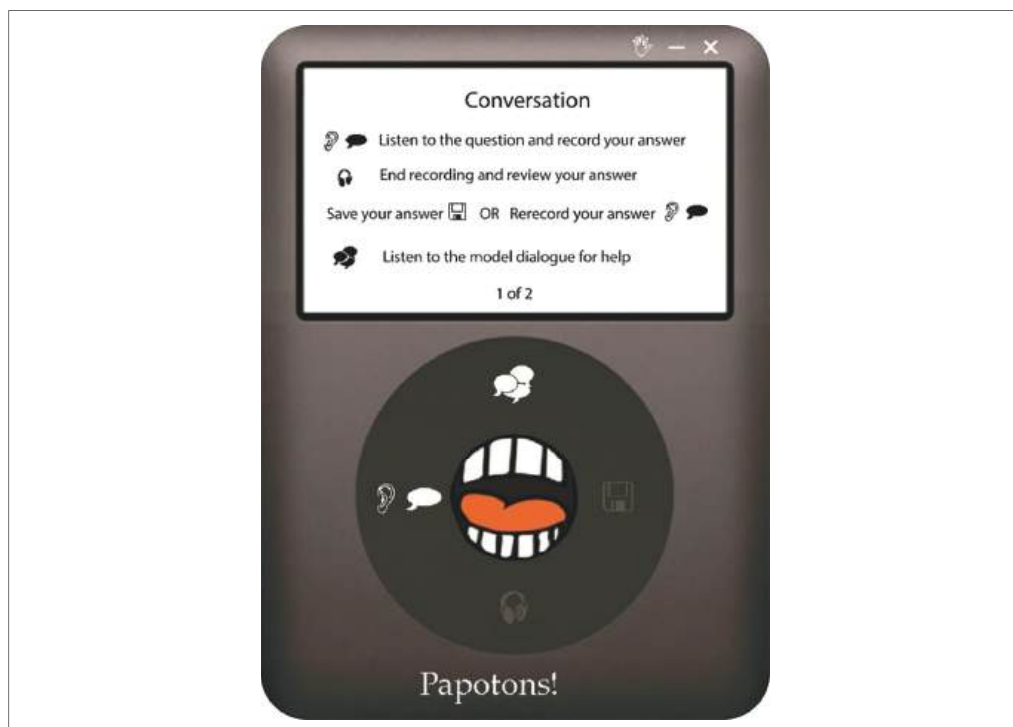 Conversation
Listen to the question and record your answer
End recording and review your answer
Save your answer OR Rerecord your answer
Listen to the model dialogue for help
1 of 2
Papotons!